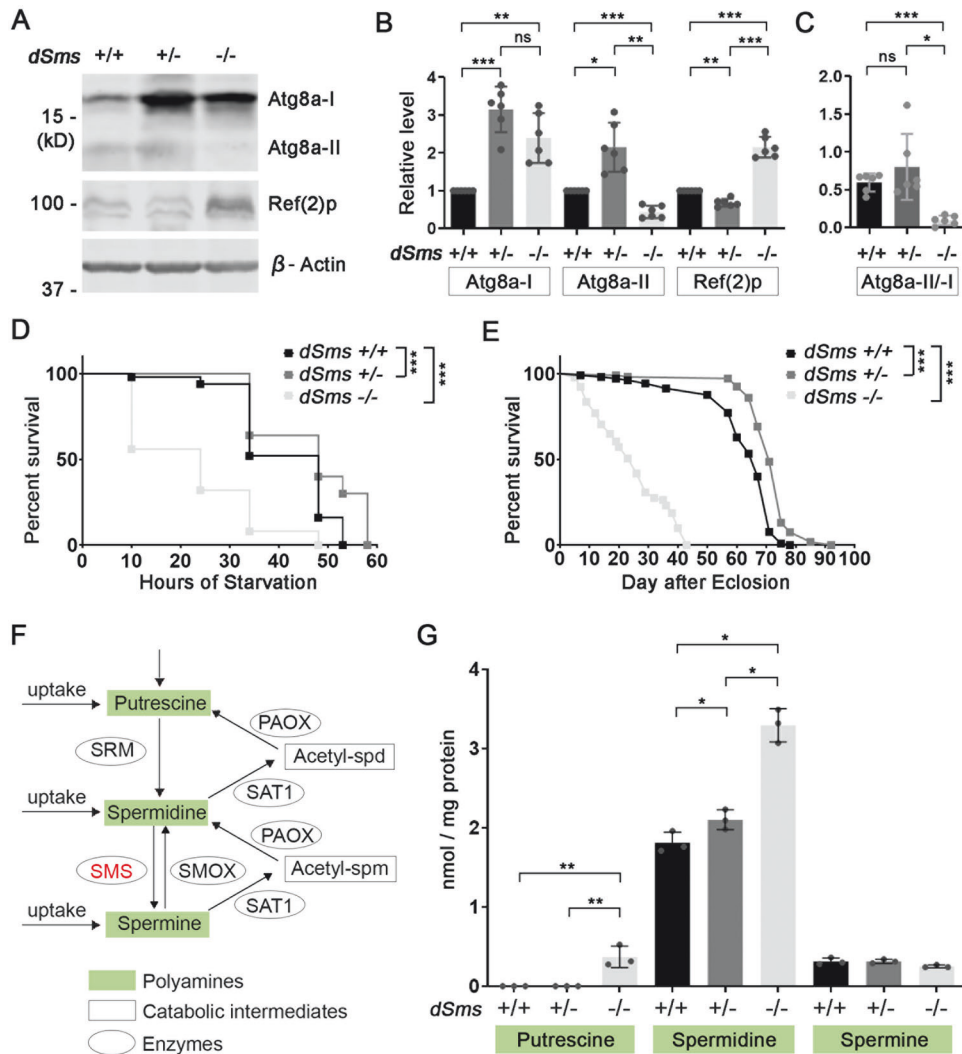 A
dSms
+/+ +/- -/-
15 -
(kD)
Atg8a-I
Atg8a-II
100 -
Ref(2)p
β- Actin
37 -
B
** *** ***
ns ** ***
*** * **
Relative level
4
3
2
1
0
dSms +/+ +/- -/- +/+ +/- -/- +/+ +/- -/-
Atg8a-I Atg8a-II Ref(2)p
C
***
*
ns
2.0
1.5
1.0
0.5
0.0
+/+ +/- -/-
Atg8a-II/-I
D
dSms +/+
dSms +/-
dSms -/-
***
***
Percent survival
100
50
0
0 10 20 30 40 50 60
Hours of Starvation
E
dSms +/+
dSms +/-
dSms -/-
***
***
Percent survival
100
50
0
0 10 20 30 40 50 60 70 80 90 100
Day after Eclosion
F
uptake
Putrescine
PAOX
SRM
Acetyl-spd
uptake
Spermidine
SAT1
PAOX
SMS
SMOX
Acetyl-spm
uptake
Spermine
SAT1
Polyamines
Catabolic intermediates
Enzymes
G
*
*
*
**
**
nmol / mg protein
4
3
2
1
0
dSms +/+ +/- -/- +/+ +/- -/- +/+ +/- -/-
Putrescine Spermidine Spermine